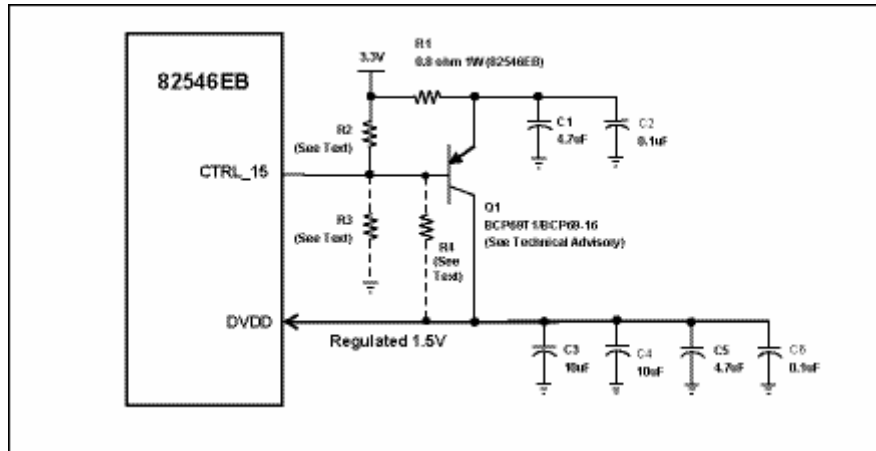 82546EB
3.3V
R1
0.8 ohm 1W (82546EB)
R2
(See Text)
C1
4.7uF
C2
0.1uF
CTRL_15
R3
(See Text)
R4
(See
Text)
Q1
BCP69T1/BCP69-16
(See Technical Advisory)
DVDD
Regulated 1.5V
C3
10uF
C4
10uF
C5
4.7uF
C6
0.1uF